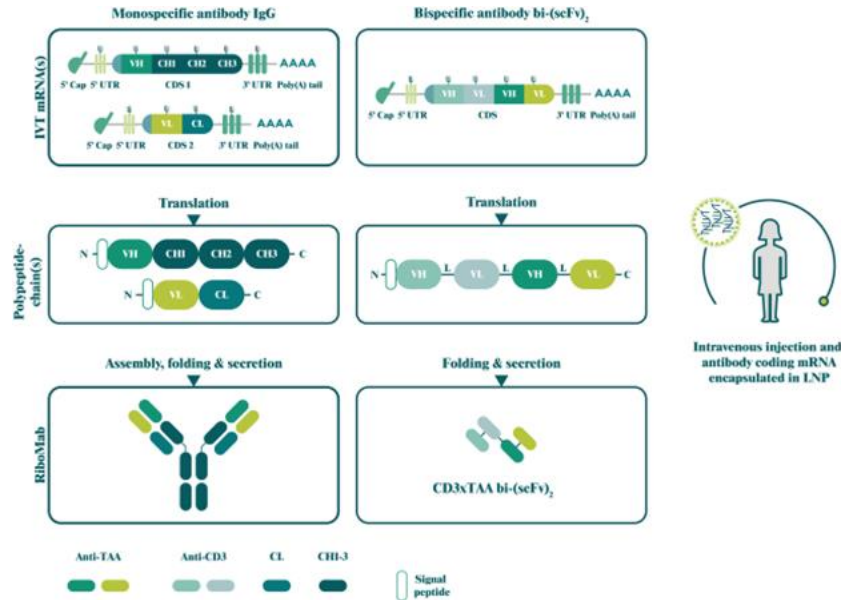 Monospecific antibody IgG
Bispecific antibody bi-(scFv)2
IVT mRNA(s)
VH CH1 CH2 CH3
AAAA
5' Cap 5' UTR CDS 1 3' UTR Poly(A) tail
VL CL
AAAA
5' Cap 5' UTR CDS 2 3' UTR Poly(A) tail
VH VL VH VL
AAAA
5' Cap 5' UTR CDS 3' UTR Poly(A) tail
Translation
Translation
Polypeptide-
chain(s)
N VH CH1 CH2 CH3 C
N VL CL C
N VH L VL L VH L VL C
Assembly, folding & secretion
Folding & secretion
RiboMab
CD3xTAA bi-(scFv)2
Intravenous injection and
antibody coding mRNA
encapsulated in LNP
Anti-TAA
Anti-CD3
CL
CHI-3
Signal
peptide